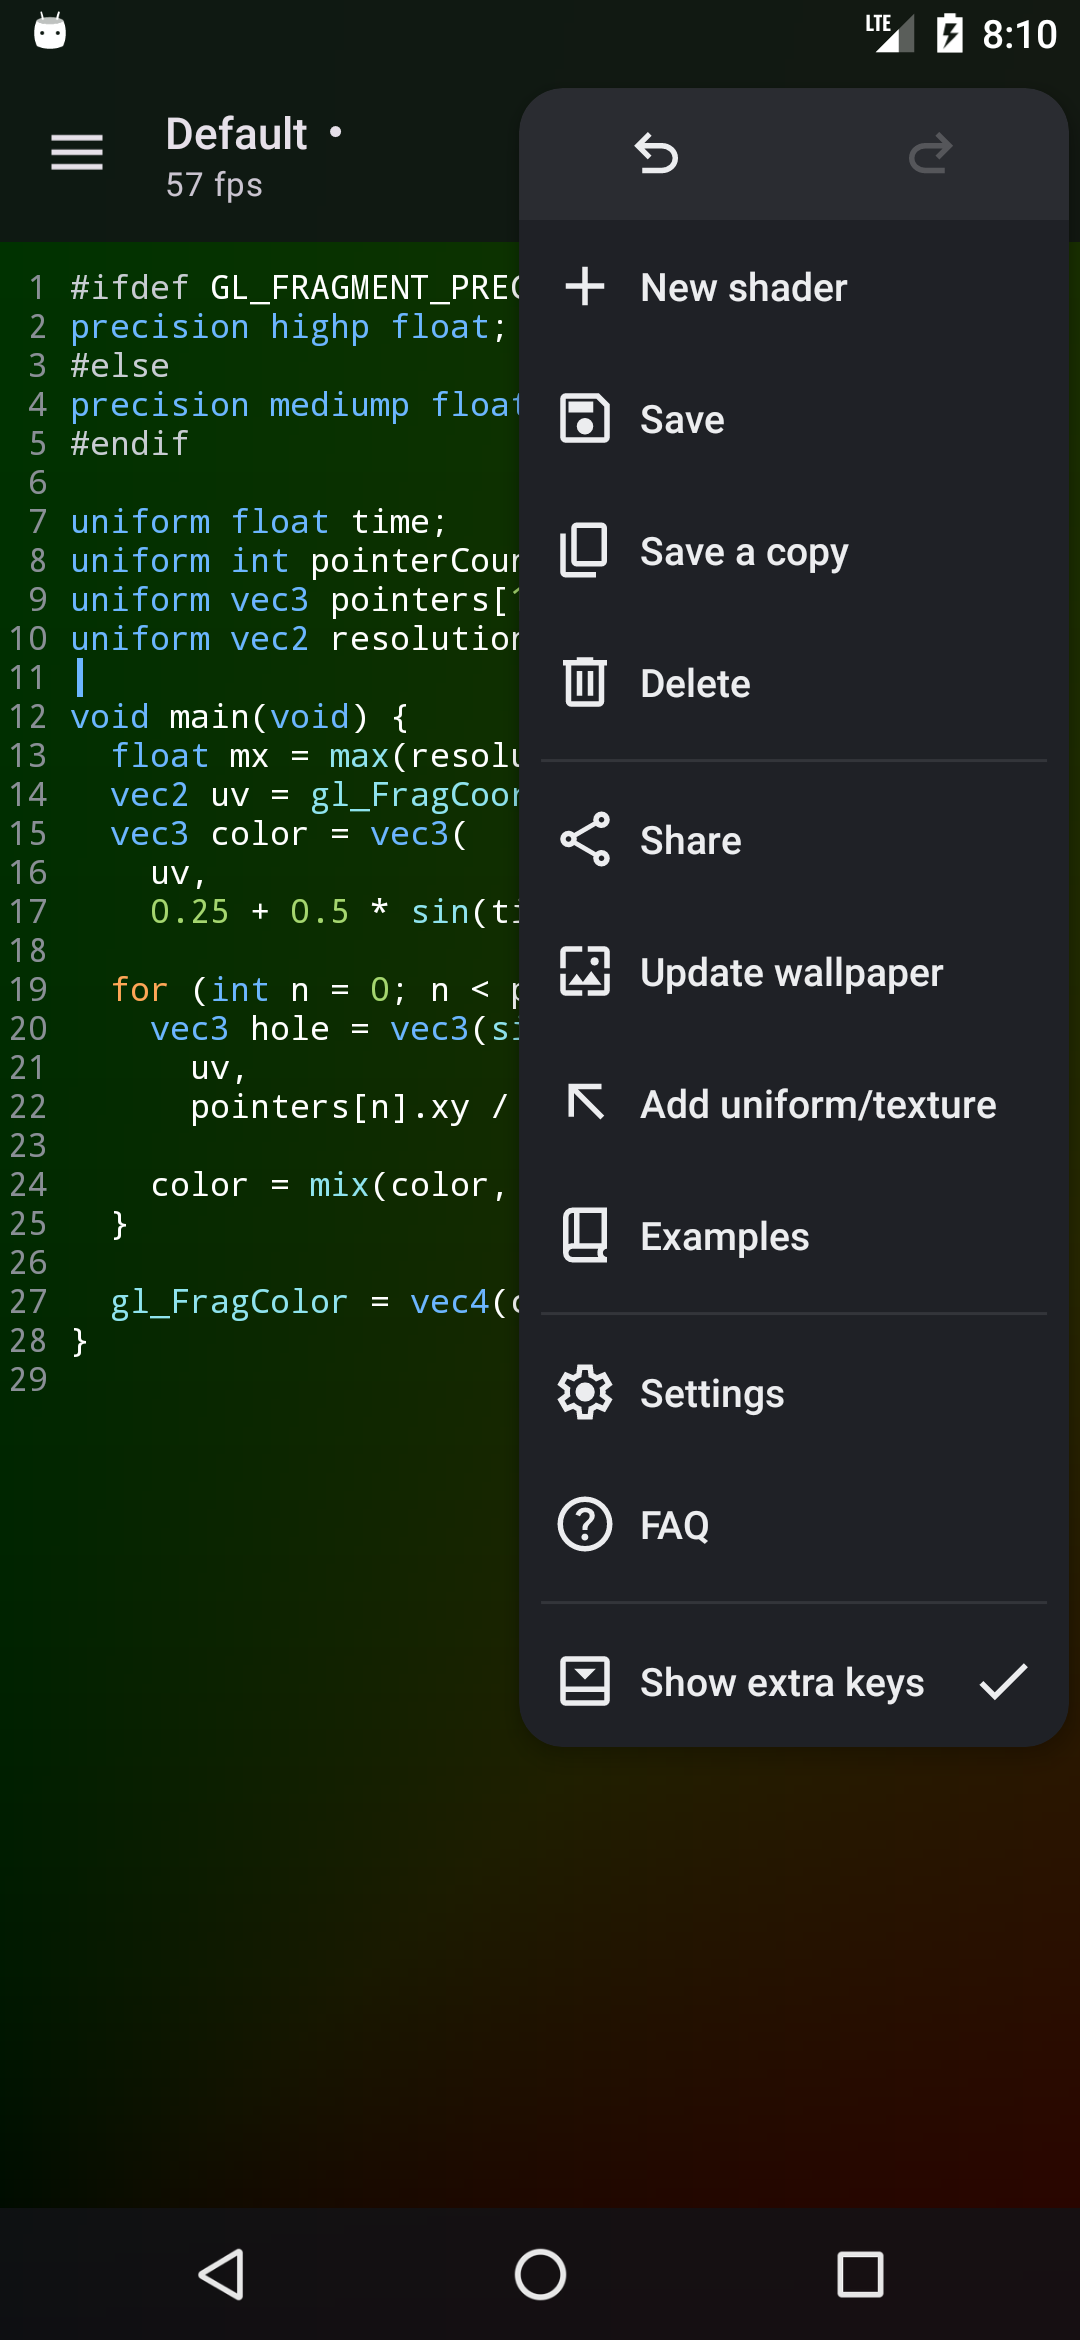 LTE 8:10
Default •
57 fps
1 #ifdef GL_FRAGMENT_PREC
2 precision highp float;
3 #else
4 precision mediump float
5 #endif
6
7 uniform float time;
8 uniform int pointerCoun
9 uniform vec3 pointers[1
10 uniform vec2 resolution
11
12 void main(void) {
13 float mx = max(resolu
14 vec2 uv = gl_FragCoor
15 vec3 color = vec3(
16 uv,
17 0.25 + 0.5 * sin(ti
18
19 for (int n = 0; n < p
20 vec3 hole = vec3(si
21 uv,
22 pointers[n].xy /
23
24 color = mix(color,
25 }
26
27 gl_FragColor = vec4(c
28 }
29
New shader
Save
Save a copy
Delete
Share
Update wallpaper
Add uniform/texture
Examples
Settings
FAQ
Show extra keys